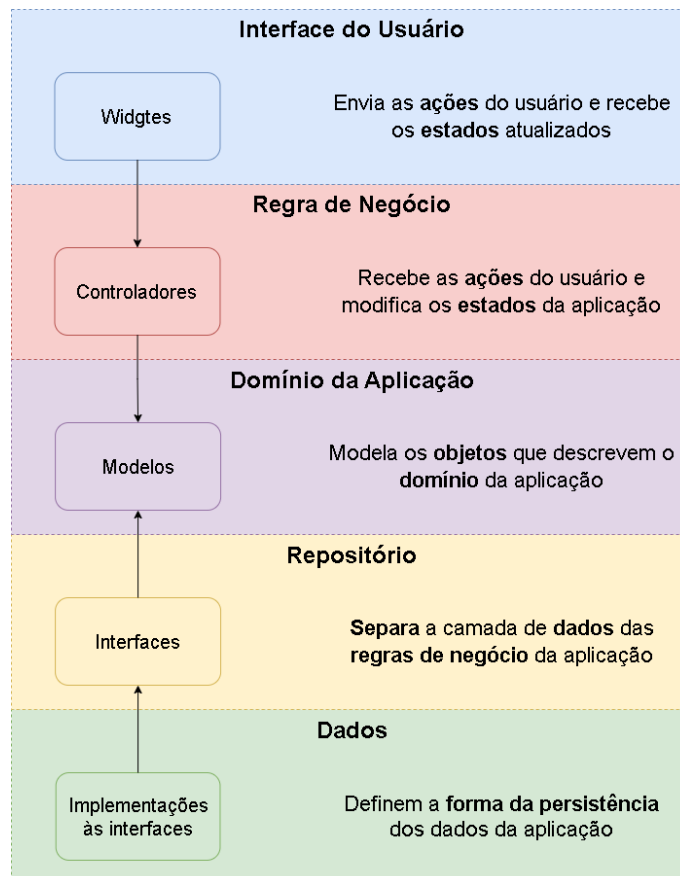 Interface do Usuário
Widgtes
Envia as ações do usuário e recebe
os estados atualizados
Regra de Negócio
Controladores
Recebe as ações do usuário e
modifica os estados da aplicação
Domínio da Aplicação
Modelos
Modela os objetos que descrevem o
domínio da aplicação
Repositório
Interfaces
Separa a camada de dados das
regras de negócio da aplicação
Dados
Implementações
às interfaces
Definem a forma da persistência
dos dados da aplicação